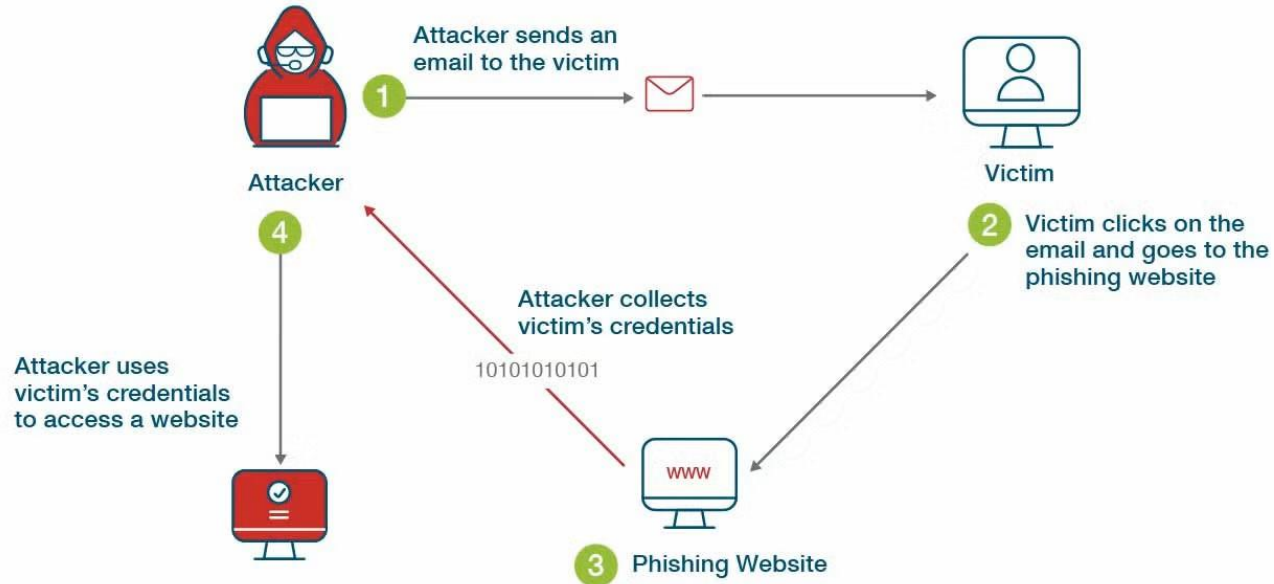 Attacker sends an
email to the victim
1
Attacker
Victim
2
Victim clicks on the
email and goes to the
phishing website
4
Attacker collects
victim's credentials
10101010101
Attacker uses
victim's credentials
to access a website
www
3 Phishing Website